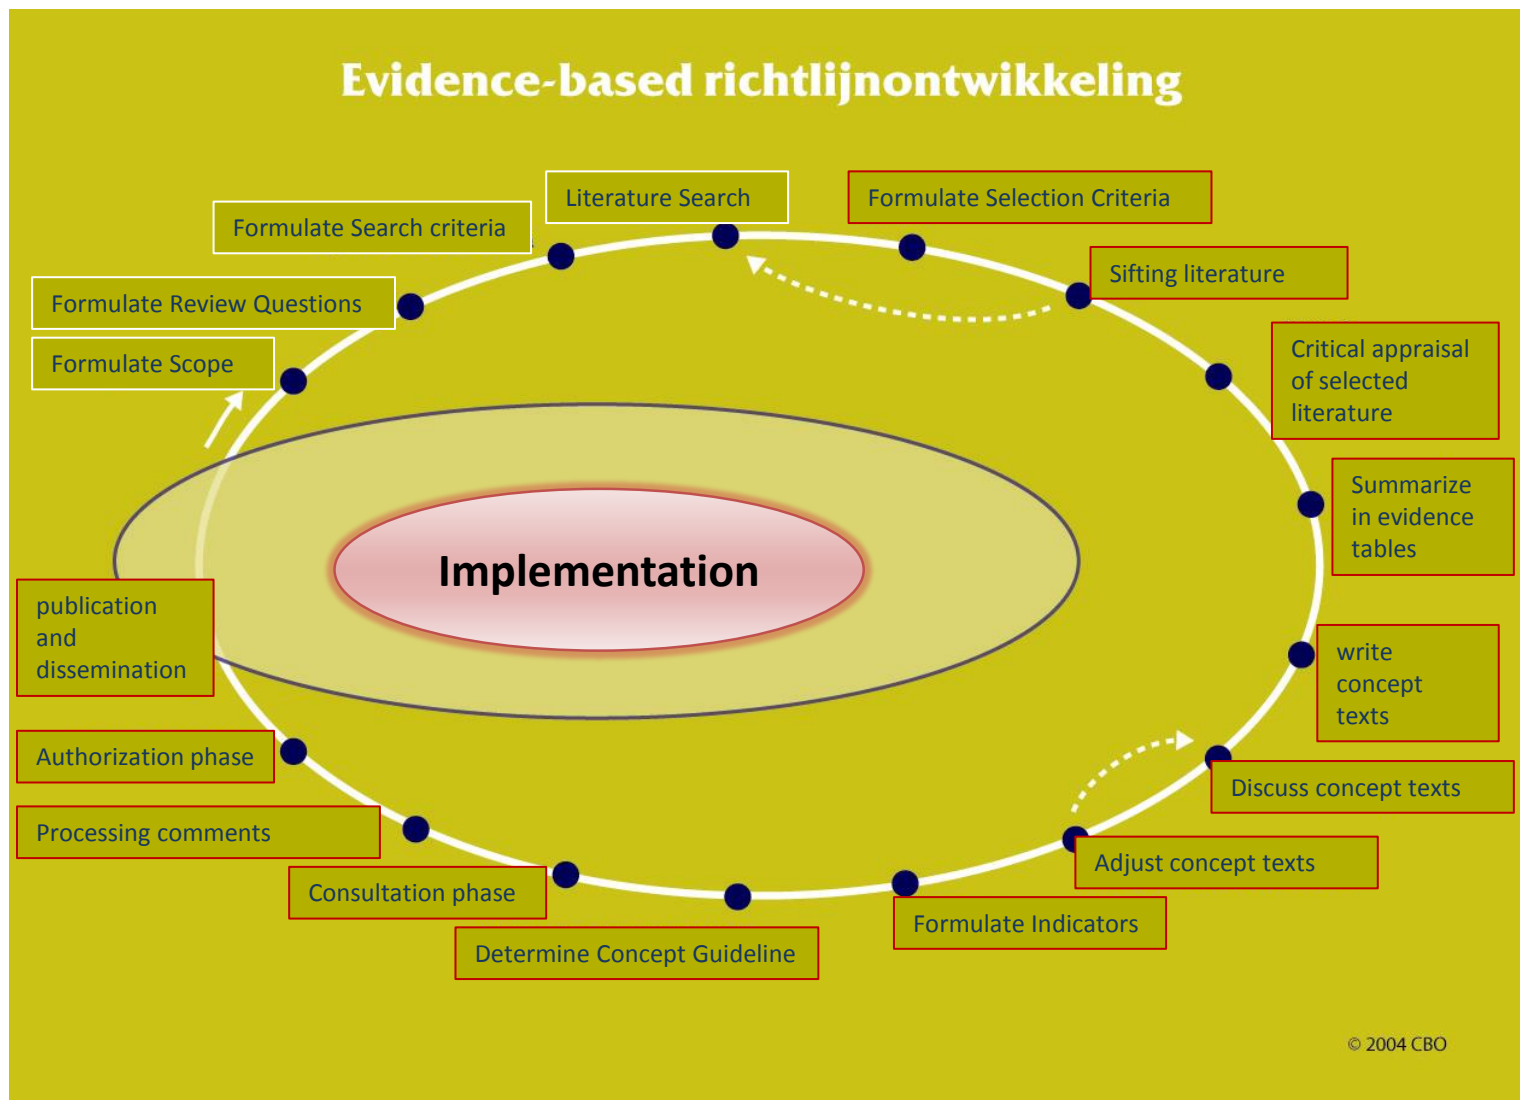 Evidence-based richtlijnontwikkeling
Literature Search
Formulate Selection Criteria
Formulate Search criteria
Sifting literature
Formulate Review Questions
Formulate Scope
Critical appraisal
of selected
literature
Summarize
in evidence
tables
Implementation
publication
and
dissemination
write
concept
texts
Authorization phase
Discuss concept texts
Processing comments
Adjust concept texts
Consultation phase
Formulate Indicators
Determine Concept Guideline
© 2004 CBO